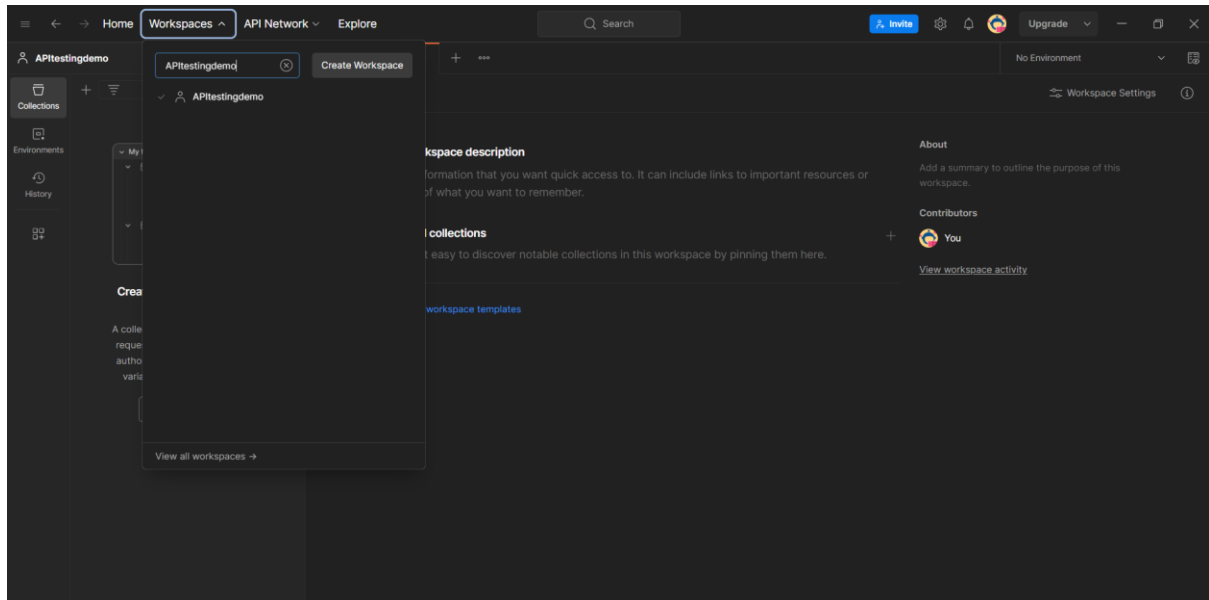 Home Workspaces API Network Explore Search Invite Upgrade
APItestingdemo No Environment
APItestingdemo Create Workspace
APItestingdemo
View all workspaces →
Collections
Environments
History
My
Crea
A colle
reque
autho
varia
Workspace Settings
kspace description
formation that you want quick access to. It can include links to important resources or
of what you want to remember.
l collections
t easy to discover notable collections in this workspace by pinning them here.
workspace templates
About
Add a summary to outline the purpose of this
workspace.
Contributors
You
View workspace activity